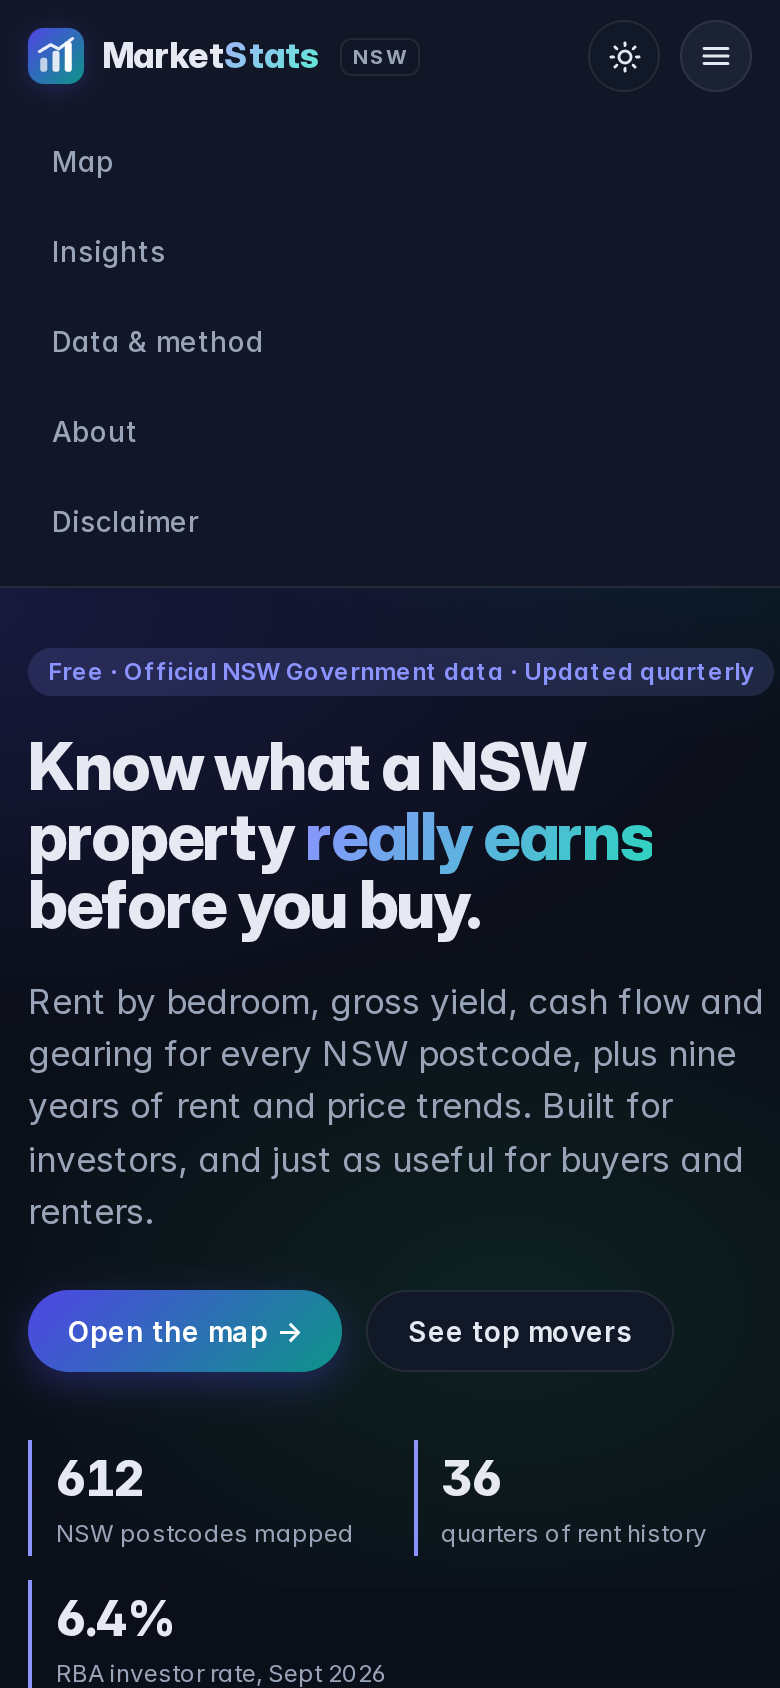 MarketStats NSW
Map
Insights
Data & method
About
Disclaimer
Free · Official NSW Government data · Updated quarterly
Know what a NSW
property really earns
before you buy.
Rent by bedroom, gross yield, cash flow and
gearing for every NSW postcode, plus nine
years of rent and price trends. Built for
investors, and just as useful for buyers and
renters.
Open the map →
See top movers
612
NSW postcodes mapped
36
quarters of rent history
6.4%
RBA investor rate, Sept 2026